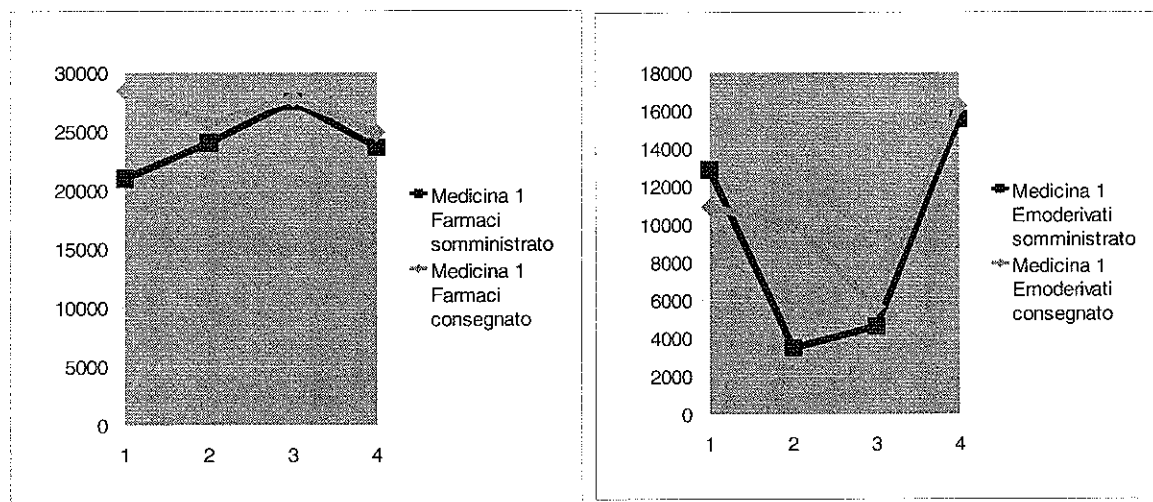 30000
25000
20000
15000
10000
5000
0
1 2 3 4
Medicina 1
Farmaci
somministrato
Medicina 1
Farmaci
consegnato
18000
16000
14000
12000
10000
8000
6000
4000
2000
0
1 2 3 4
Medicina 1
Emoderivati
somministrato
Medicina 1
Emoderivati
consegnato